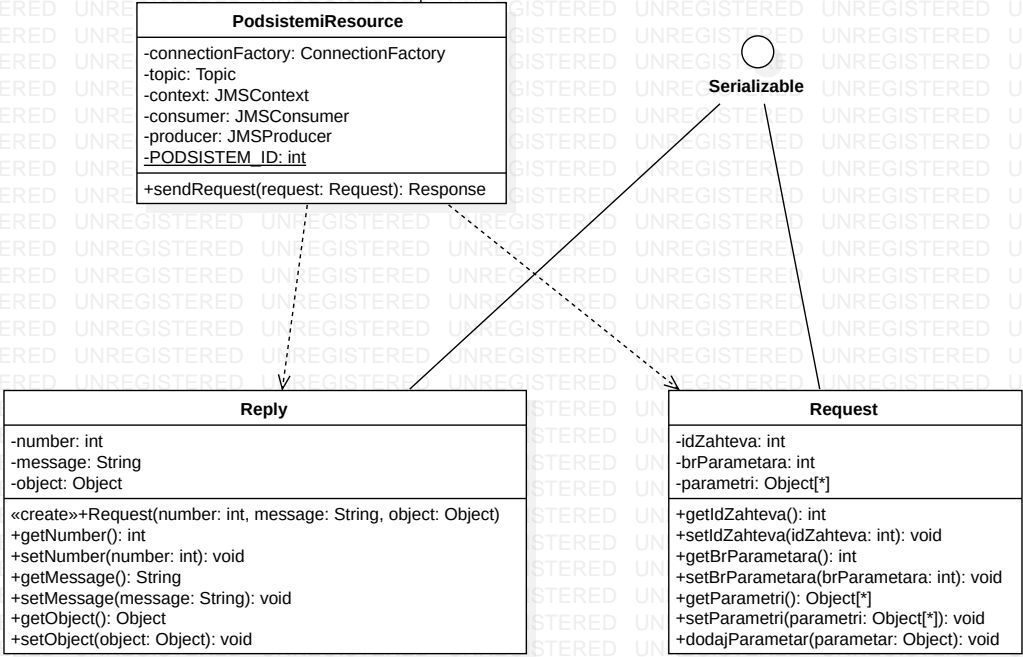 PodsistemiResource
-connectionFactory: ConnectionFactory
-topic: Topic
-context: JMSContext
-consumer: JMSConsumer
-producer: JMSProducer
-PODSISTEM_ID: int
+sendRequest(request: Request): Response
Serializable
Reply
-number: int
-message: String
-object: Object
«create»+Request(number: int, message: String, object: Object)
+getNumber(): int
+setNumber(number: int): void
+getMessage(): String
+setMessage(message: String): void
+getObject(): Object
+setObject(object: Object): void
Request
-idZahteva: int
-brParametara: int
-parametri: Object[*]
+getIdZahteva(): int
+setIdZahteva(idZahteva: int): void
+getBrParametara(): int
+setBrParametara(brParametara: int): void
+getParametri(): Object[*]
+setParametri(parametri: Object[*]): void
+dodajParametar(parametar: Object): void
UNREGISTERED